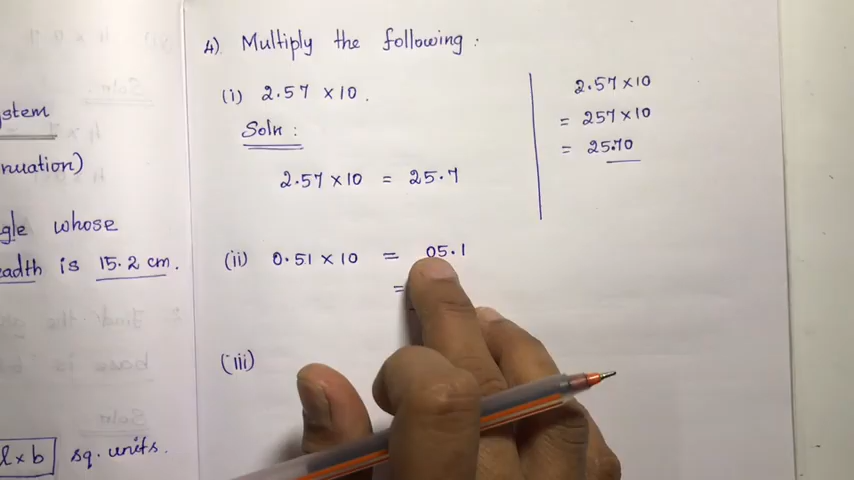 4) Multiply the following:
(i) 2.57 × 10.
Soln:
2.57 × 10 = 25.7
(ii) 0.51 × 10 = 05.1
=
(iii)
2.57 × 10
= 257 × 10
= 25.70
stem
nuation)
gle whose
eadth is 15.2 cm.
l × b sq. units.